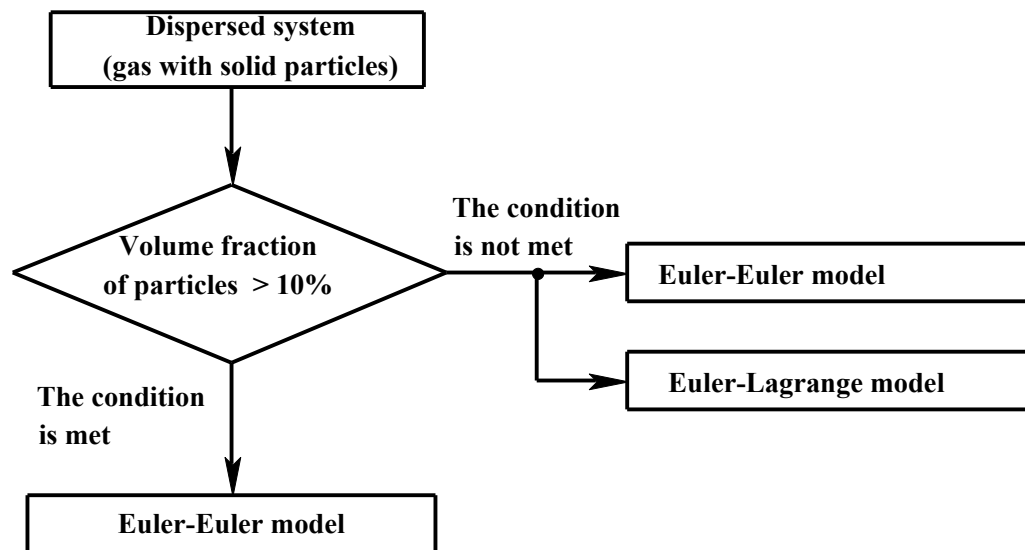 Dispersed system
(gas with solid particles)
The condition
is not met
Volume fraction
of particles > 10%
Euler-Euler model
Euler-Lagrange model
The condition
is met
Euler-Euler model